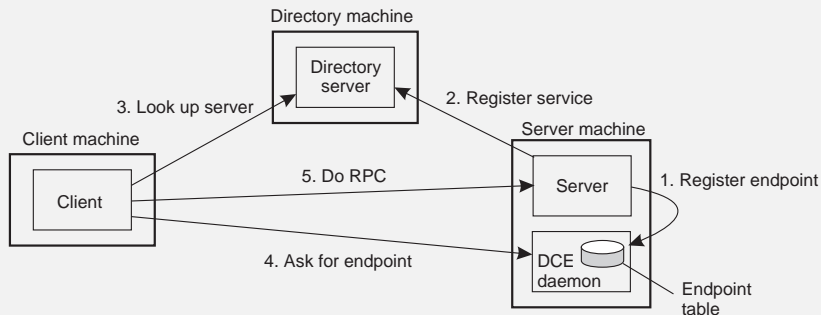 Directory machine
Directory
server
3. Look up server
2. Register service
Client machine
Server machine
5. Do RPC
1. Register endpoint
Client
Server
4. Ask for endpoint
DCE
daemon
Endpoint
table